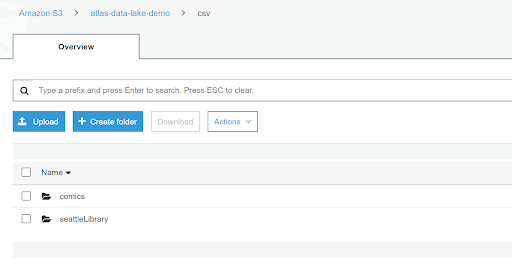 Amazon S3 > atlas-data-lake-demo > csv
Overview
Type a prefix and press Enter to search. Press ESC to clear.
Upload + Create folder Download Actions
Name
comics
seattleLibrary